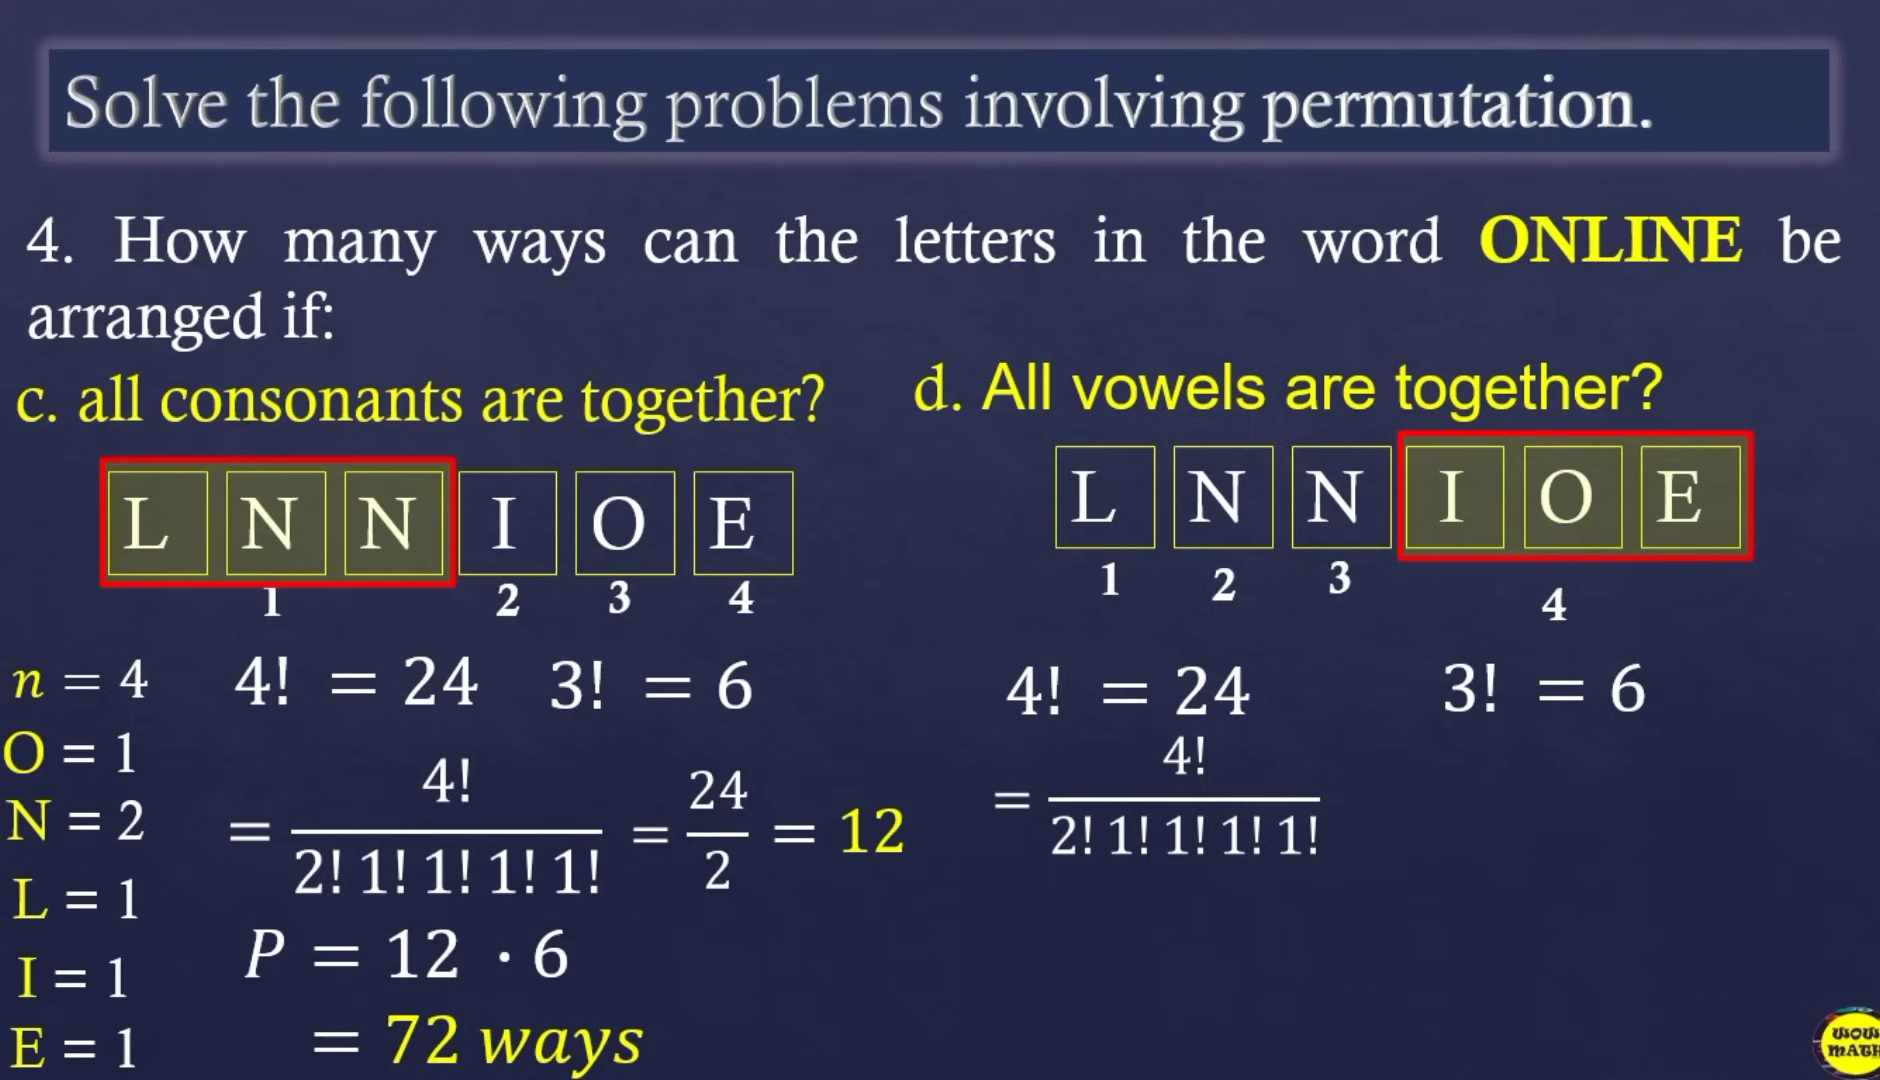 Solve the following problems involving permutation.
4. How many ways can the letters in the word ONLINE be
arranged if:
c. all consonants are together?
L N N I O E
1 2 3 4
n = 4 4! = 24 3! = 6
O = 1
N = 2
L = 1
I = 1
E = 1
= 4! / 2! 1! 1! 1! 1! = 24 / 2 = 12
P = 12 · 6
= 72 ways
d. All vowels are together?
L N N I O E
1 2 3 4
4! = 24 3! = 6
= 4! / 2! 1! 1! 1! 1!
WOW
MATH